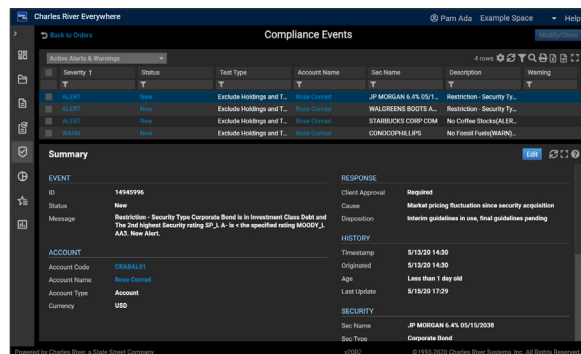 Charles River Everywhere
Pam Ada Example Space Help
Back to Orders
Compliance Events
Modify/Close
Active Alerts & Warnings
4 rows
Severity ↑ Status Test Type Account Name Sec Name Description Warning
ALERT New Exclude Holdings and T... Rose Conrad JP MORGAN 6.4% 05/1... Restriction - Security Ty...
ALERT New Exclude Holdings and T... Rose Conrad WALGREENS BOOTS A... Restriction - Security Ty...
ALERT New Exclude Holdings and T... Rose Conrad STARBUCKS CORP COM No Coffee Stocks(ALER...
WARN New Exclude Holdings and T... Rose Conrad CONOCOPHILLIPS No Fossil Fuels(WARN)...
Summary
Edit
EVENT
ID 14945996
Status New
Message Restriction - Security Type Corporate Bond is in Investment Class Debt and
The 2nd highest Security rating SP_L A- is < the specified rating MOODY_L
AA3. New Alert.
ACCOUNT
Account Code CRABAL01
Account Name Rose Conrad
Account Type Account
Currency USD
RESPONSE
Client Approval Required
Cause Market pricing fluctuation since security acquisition
Disposition Interim guidelines in use, final guidelines pending
HISTORY
Timestamp 5/13/20 14:30
Originated 5/13/20 14:30
Age Less than 1 day old
Last Update 5/15/20 17:29
SECURITY
Sec Name JP MORGAN 6.4% 05/15/2038
Sec Type Corporate Bond
Powered by Charles River, a State Street Company
v20R2
©1993-2020 Charles River Systems, Inc. All Rights Reserved